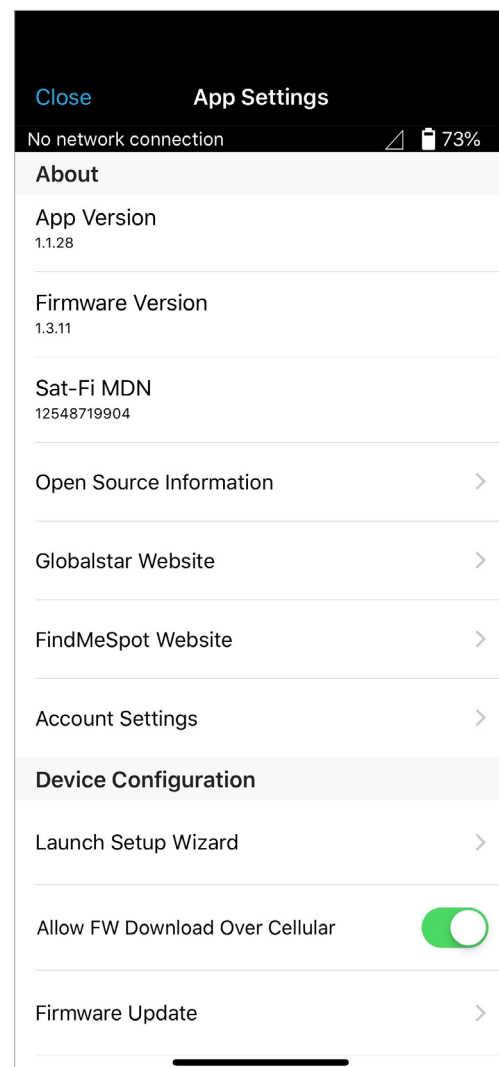 Close App Settings
No network connection 73%
About
App Version
1.1.28
Firmware Version
1.3.11
Sat-Fi MDN
12548719904
Open Source Information
Globalstar Website
FindMeSpot Website
Account Settings
Device Configuration
Launch Setup Wizard
Allow FW Download Over Cellular
Firmware Update